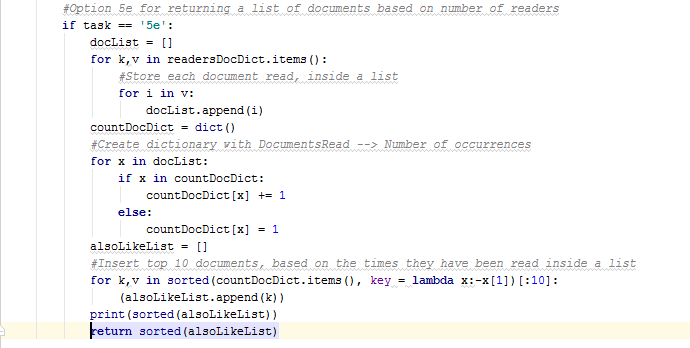 #Option 5e for returning a list of documents based on number of readers
if task == '5e':
    docList = []
    for k,v in readersDocDict.items():
        #Store each document read, inside a list
        for i in v:
            docList.append(i)
    countDocDict = dict()
    #Create dictionary with DocumentsRead --> Number of occurrences
    for x in docList:
        if x in countDocDict:
            countDocDict[x] += 1
        else:
            countDocDict[x] = 1
    alsoLikeList = []
    #Insert top 10 documents, based on the times they have been read inside a list
    for k,v in sorted(countDocDict.items(), key = lambda x:-x[1])[:10]:
        (alsoLikeList.append(k))
    print(sorted(alsoLikeList))
    return sorted(alsoLikeList)